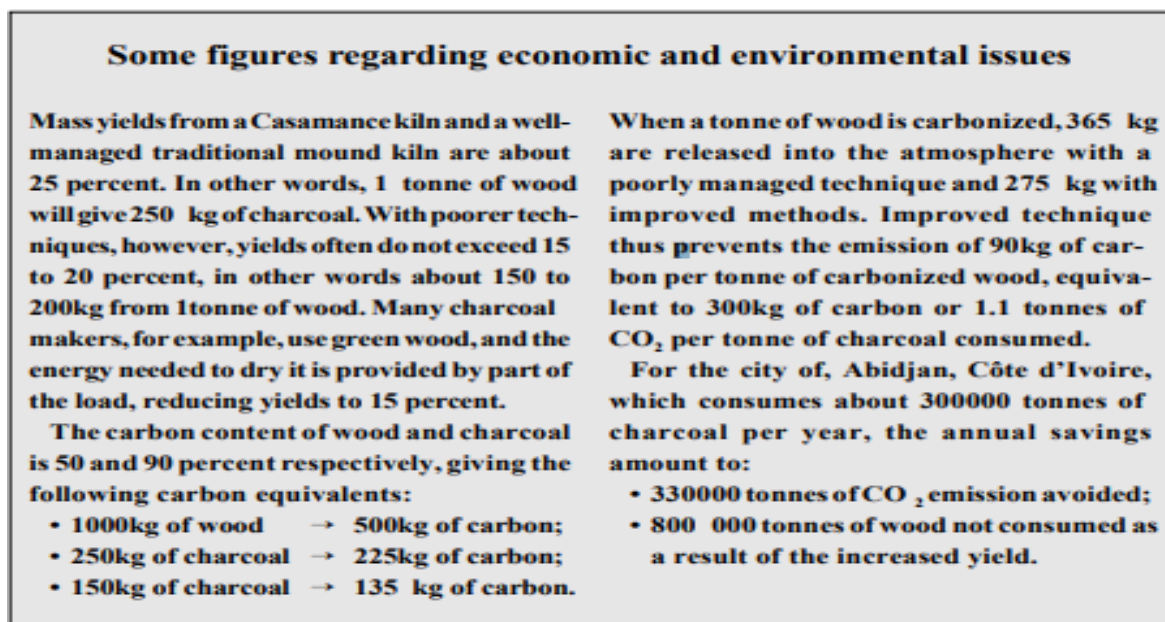 Some figures regarding economic and environmental issues
Mass yields from a Casamance kiln and a well-
managed traditional mound kiln are about
25 percent. In other words, 1 tonne of wood
will give 250 kg of charcoal. With poorer tech-
niques, however, yields often do not exceed 15
to 20 percent, in other words about 150 to
200kg from 1tonne of wood. Many charcoal
makers, for example, use green wood, and the
energy needed to dry it is provided by part of
the load, reducing yields to 15 percent.
The carbon content of wood and charcoal
is 50 and 90 percent respectively, giving the
following carbon equivalents:
• 1000kg of wood → 500kg of carbon;
• 250kg of charcoal → 225kg of carbon;
• 150kg of charcoal → 135 kg of carbon.
When a tonne of wood is carbonized, 365 kg
are released into the atmosphere with a
poorly managed technique and 275 kg with
improved methods. Improved technique
thus prevents the emission of 90kg of car-
bon per tonne of carbonized wood, equiva-
lent to 300kg of carbon or 1.1 tonnes of
CO₂ per tonne of charcoal consumed.
For the city of, Abidjan, Côte d'Ivoire,
which consumes about 300000 tonnes of
charcoal per year, the annual savings
amount to:
• 330000 tonnes of CO ₂ emission avoided;
• 800 000 tonnes of wood not consumed as
a result of the increased yield.